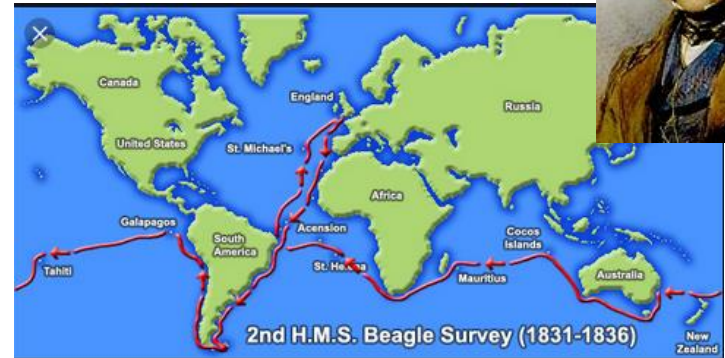 Canada
England
Russia
United States
St. Michael's
Africa
Galapagos
South
America
Acension
Cocos
Islands
Tahiti
St. Helena
Mauritius
Australia
2nd H.M.S. Beagle Survey (1831-1836)
New
Zealand